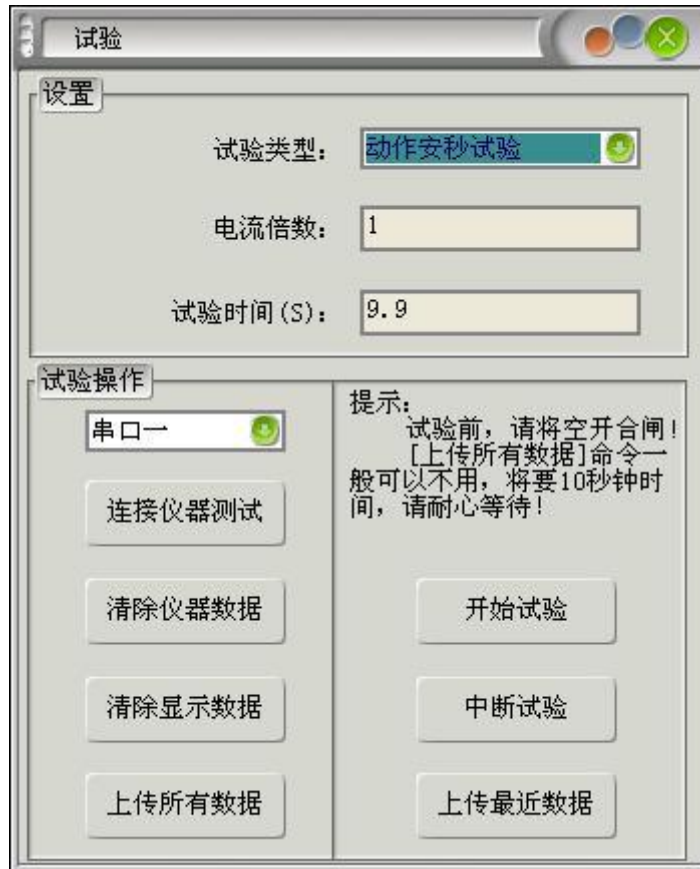 试验
设置
试验类型：
动作安秒试验
电流倍数：
1
试验时间(S)：
9.9
试验操作
串口一
连接仪器测试
清除仪器数据
清除显示数据
上传所有数据
提示：
试验前，请将空开合闸！
[上传所有数据]命令一
般可以不用，将要10秒钟时
间，请耐心等待！
开始试验
中断试验
上传最近数据